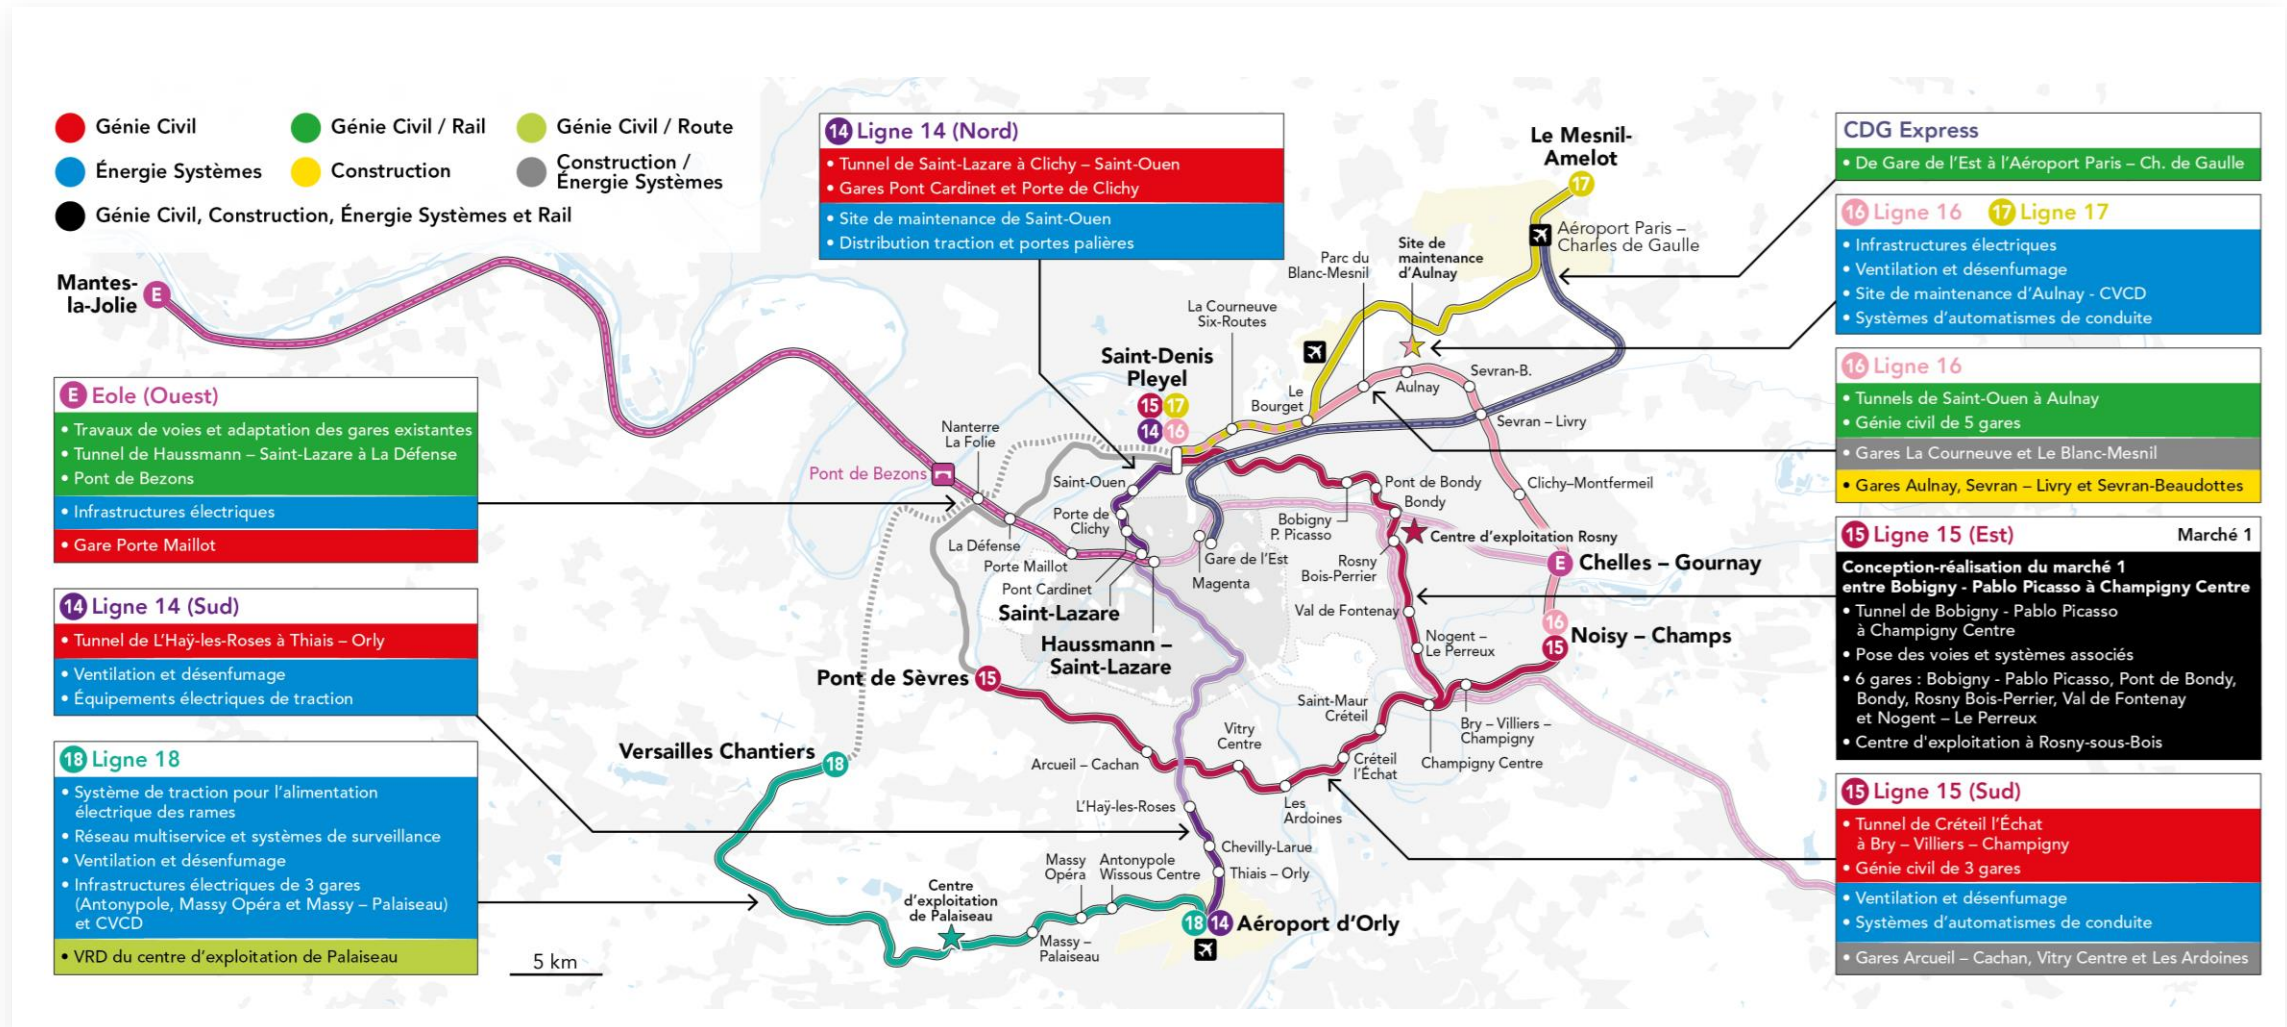 Génie Civil
Génie Civil / Rail
Génie Civil / Route
Énergie Systèmes
Construction
Construction /
Énergie Systèmes
Génie Civil, Construction, Énergie Systèmes et Rail
14 Ligne 14 (Nord)
• Tunnel de Saint-Lazare à Clichy – Saint-Ouen
• Gares Pont Cardinet et Porte de Clichy
• Site de maintenance de Saint-Ouen
• Distribution traction et portes palières
E Eole (Ouest)
• Travaux de voies et adaptation des gares existantes
• Tunnel de Haussmann – Saint-Lazare à La Défense
• Pont de Bezons
• Infrastructures électriques
• Gare Porte Maillot
14 Ligne 14 (Sud)
• Tunnel de L'Haÿ-les-Roses à Thiais – Orly
• Ventilation et désenfumage
• Équipements électriques de traction
18 Ligne 18
• Système de traction pour l'alimentation
électrique des rames
• Réseau multiservice et systèmes de surveillance
• Ventilation et désenfumage
• Infrastructures électriques de 3 gares
(Antonypole, Massy Opéra et Massy – Palaiseau)
et CVCD
• VRD du centre d'exploitation de Palaiseau
Mantes-
la-Jolie
E
Pont de Bezons
Nanterre
La Folie
La Défense
Porte Maillot
Pont Cardinet
Saint-Lazare
Haussmann –
Saint-Lazare
Saint-Ouen
Porte de
Clichy
Saint-Denis
Pleyel
15 17
14 16
La Courneuve
Six-Routes
Le
Bourget
Parc du
Blanc-Mesnil
Site de
maintenance
d'Aulnay
Aulnay
Sevran-B.
Sevran – Livry
Le Mesnil-
Amelot
17
Aéroport Paris –
Charles de Gaulle
Clichy–Montfermeil
Pont de Bondy
Bondy
Bobigny
P. Picasso
Centre d'exploitation Rosny
Rosny
Bois-Perrier
Gare de l'Est
Magenta
E Chelles – Gournay
Val de Fontenay
Nogent –
Le Perreux
16
15
Noisy – Champs
Pont de Sèvres 15
Versailles Chantiers 18
Saint-Maur
Créteil
Bry – Villiers –
Champigny
Champigny Centre
Créteil
l'Échat
Vitry
Centre
Arcueil – Cachan
Les
Ardoines
L'Haÿ-les-Roses
Chevilly-Larue
Thiais – Orly
Massy
Opéra
Antonypole
Wissous Centre
Centre
d'exploitation
de Palaiseau
Massy –
Palaiseau
18 14 Aéroport d'Orly
5 km
CDG Express
• De Gare de l'Est à l'Aéroport Paris – Ch. de Gaulle
16 Ligne 16 17 Ligne 17
• Infrastructures électriques
• Ventilation et désenfumage
• Site de maintenance d'Aulnay - CVCD
• Systèmes d'automatismes de conduite
16 Ligne 16
• Tunnels de Saint-Ouen à Aulnay
• Génie civil de 5 gares
• Gares La Courneuve et Le Blanc-Mesnil
• Gares Aulnay, Sevran – Livry et Sevran-Beaudottes
15 Ligne 15 (Est) Marché 1
Conception-réalisation du marché 1
entre Bobigny - Pablo Picasso à Champigny Centre
• Tunnel de Bobigny - Pablo Picasso
à Champigny Centre
• Pose des voies et systèmes associés
• 6 gares : Bobigny - Pablo Picasso, Pont de Bondy,
Bondy, Rosny Bois-Perrier, Val de Fontenay
et Nogent – Le Perreux
• Centre d'exploitation à Rosny-sous-Bois
15 Ligne 15 (Sud)
• Tunnel de Créteil l'Échat
à Bry – Villiers – Champigny
• Génie civil de 3 gares
• Ventilation et désenfumage
• Systèmes d'automatismes de conduite
• Gares Arcueil – Cachan, Vitry Centre et Les Ardoines